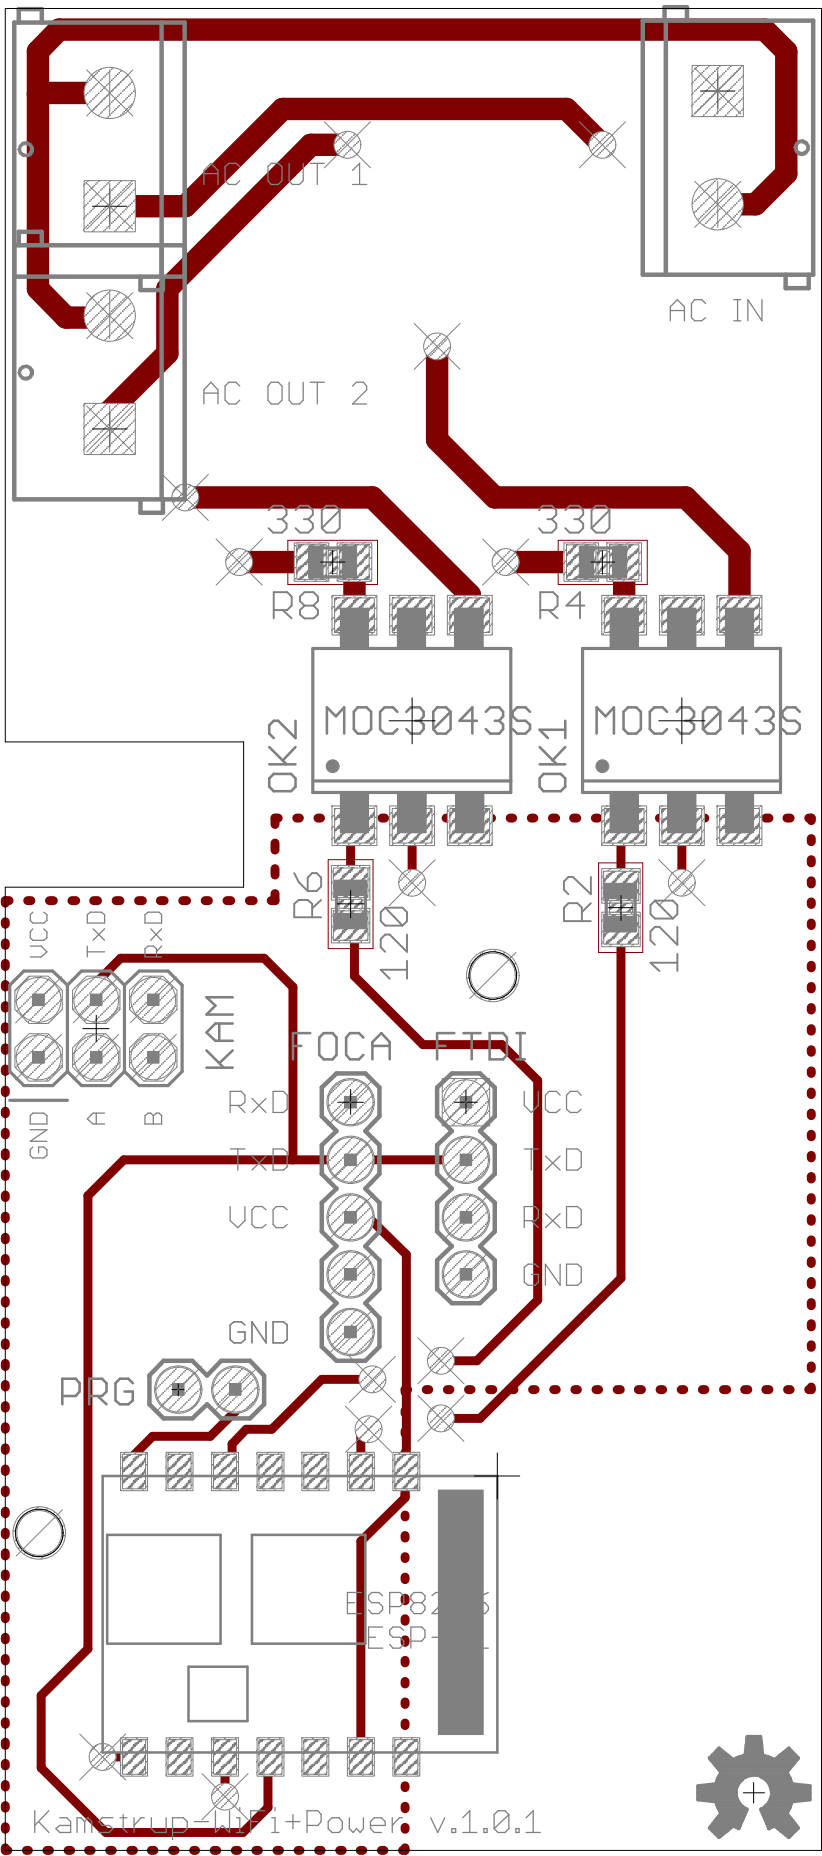 AC OUT 1
AC IN
AC OUT 2
330
330
R8
R4
MOC3043S
MOC3043S
OK2
OK1
R6
120
R2
120
VCC
TxD
RxD
KAM
GND
A
B
FOCA
FTDI
RxD
VCC
TxD
TxD
VCC
RxD
GND
GND
PRG
Kamstrup-WiFi+Power v.1.0.1